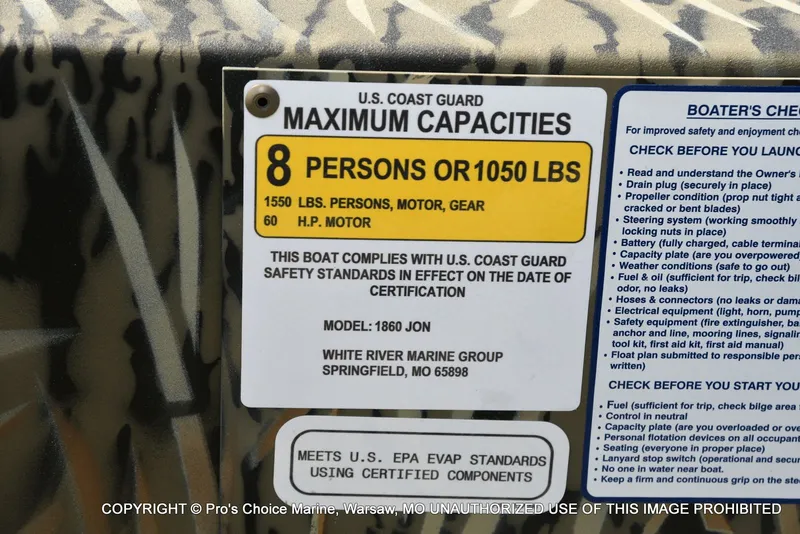 U.S. COAST GUARD
MAXIMUM CAPACITIES
8 PERSONS OR 1050 LBS
1550 LBS. PERSONS, MOTOR, GEAR
60 H.P. MOTOR
THIS BOAT COMPLIES WITH U.S. COAST GUARD
SAFETY STANDARDS IN EFFECT ON THE DATE OF
CERTIFICATION
MODEL: 1860 JON
WHITE RIVER MARINE GROUP
SPRINGFIELD, MO 65898
MEETS U.S. EPA EVAP STANDARDS
USING CERTIFIED COMPONENTS
BOATER'S
For improved safety and enjoyment
CHECK BEFORE YOU
• Read and understand the Owner's
• Drain plug (securely in place)
• Propeller condition (prop nut tight
cracked or bent blades)
• Steering system (working smoothly
locking nuts in place)
• Battery (fully charged, cable
• Capacity plate (are you overpowered
• Weather conditions (safe to go out)
• Fuel & oil (sufficient for trip, check
odor, no leaks)
• Hoses & connectors (no leaks or
• Electrical equipment (light, horn,
• Safety equipment (fire extinguisher,
anchor and line, mooring lines,
tool kit, first aid kit, first aid manual)
• Float plan submitted to responsible
written)
CHECK BEFORE YOU START
• Fuel (sufficient for trip, check bilge area
• Control in neutral
• Capacity plate (are you overloaded or
• Personal flotation devices on all
• Seating (everyone in proper place)
• Lanyard stop switch (operational and
• No one in water near boat.
• Keep a firm and continuous grip on the
COPYRIGHT © Pro's Choice Marine, Warsaw, MO UNAUTHORIZED USE OF THIS IMAGE PROHIBITED